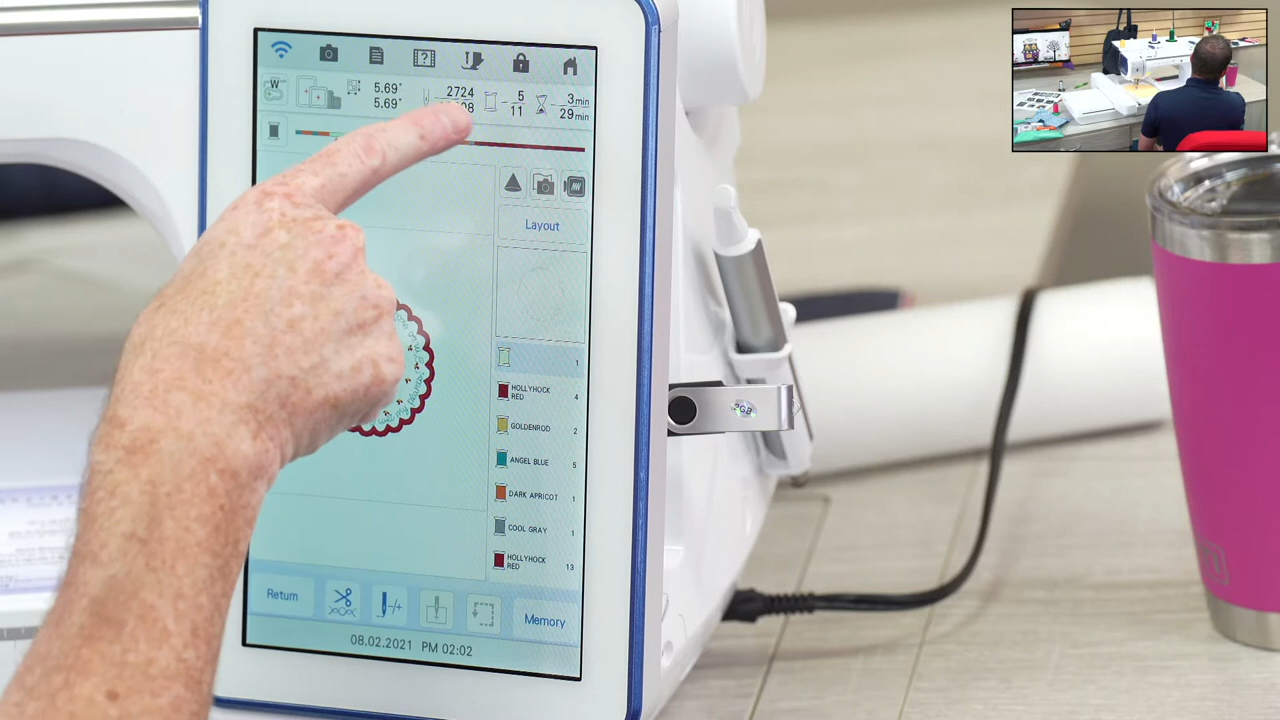 W
5.69"
5.69"
2724
5
11
3min
29min
Layout
1
HOLLYHOCK
RED
4
GOLDENROD
2
ANGEL BLUE
5
DARK APRICOT
1
COOL GRAY
1
HOLLYHOCK
RED
13
Return
-/+
Memory
08.02.2021 PM 02:02